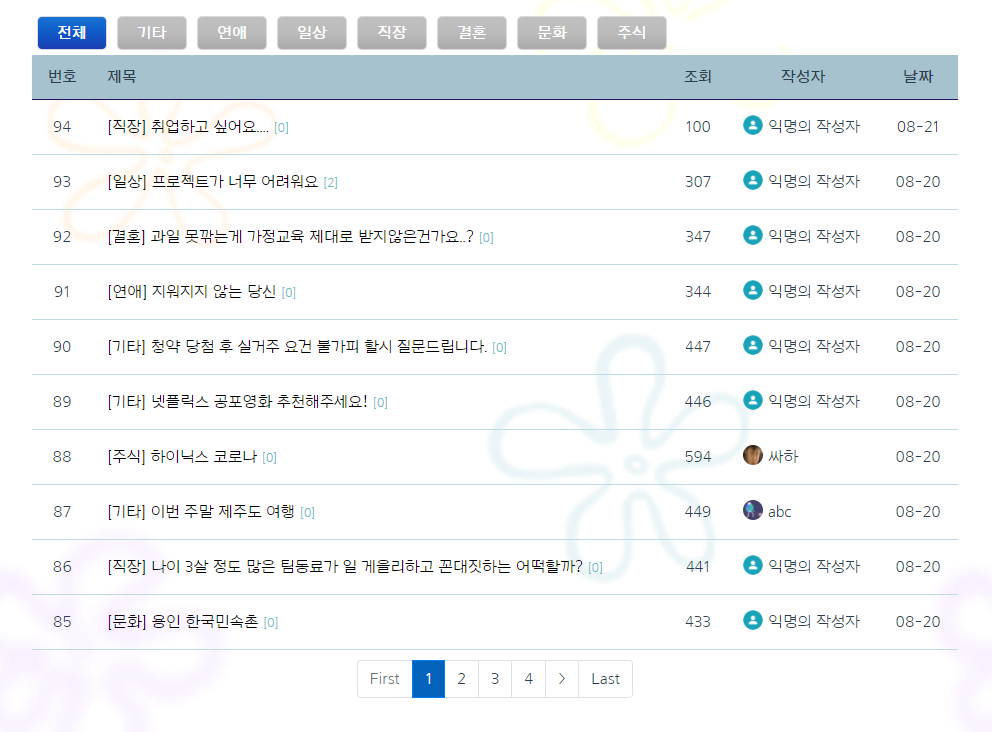 전체 기타 연애 일상 직장 결혼 문화 주식
번호 제목 조회 작성자 날짜
94 [직장] 취업하고 싶어요.... [0] 100 익명의 작성자 08-21
93 [일상] 프로젝트가 너무 어려워요 [2] 307 익명의 작성자 08-20
92 [결혼] 과일 못깎는게 가정교육 제대로 받지않은건가요..? [0] 347 익명의 작성자 08-20
91 [연애] 지워지지 않는 당신 [0] 344 익명의 작성자 08-20
90 [기타] 청약 당첨 후 실거주 요건 불가피 할시 질문드립니다. [0] 447 익명의 작성자 08-20
89 [기타] 넷플릭스 공포영화 추천해주세요! [0] 446 익명의 작성자 08-20
88 [주식] 하이닉스 코로나 [0] 594 싸하 08-20
87 [기타] 이번 주말 제주도 여행 [0] 449 abc 08-20
86 [직장] 나이 3살 정도 많은 팀동료가 일 게을리하고 꼰대짓하는 어떡할까? [0] 441 익명의 작성자 08-20
85 [문화] 용인 한국민속촌 [0] 433 익명의 작성자 08-20
First 1 2 3 4 > Last